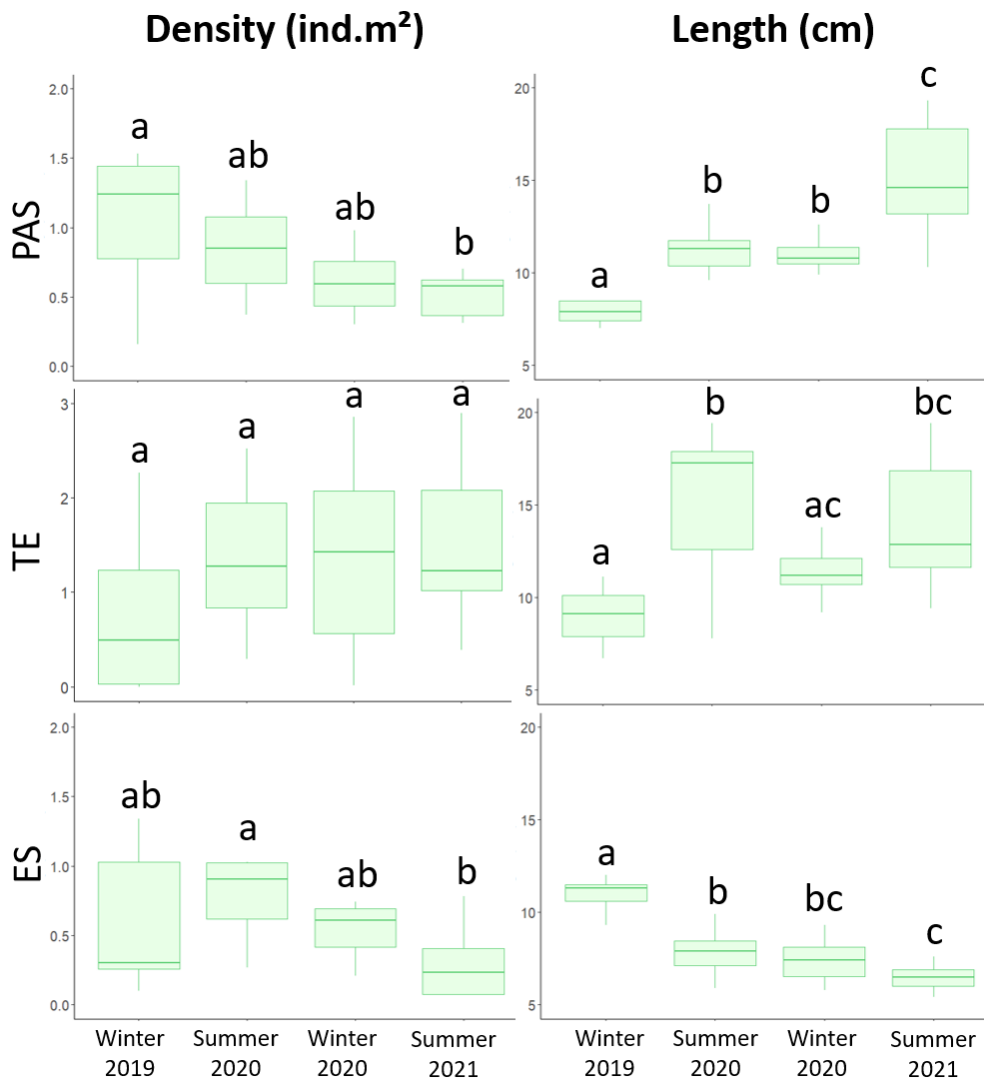 Density (ind.m²)
Length (cm)
PAS
2.0
1.5
1.0
0.5
0.0
a
ab
ab
b
20
15
10
5
a
b
b
c
TE
3
2
1
0
a
a
a
a
20
15
10
5
a
b
ac
bc
ES
2.0
1.5
1.0
0.5
0.0
ab
a
ab
b
20
15
10
5
a
b
bc
c
Winter
2019
Summer
2020
Winter
2020
Summer
2021
Winter
2019
Summer
2020
Winter
2020
Summer
2021